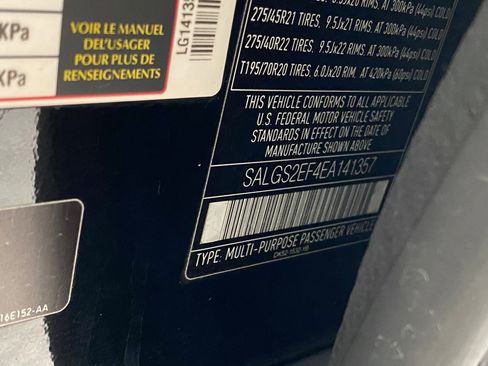 kPa
kPa
VOIR LE MANUEL
DE L'USAGER
POUR PLUS DE
RENSEIGNEMENTS
275/45R21 TIRES, 9.5Jx21 RIMS, AT 300kPa (44psi) COLD
275/40R22 TIRES, 9.5Jx22 RIMS, AT 300kPa (44psi) COLD
T195/70R20 TIRES, 6.0Jx20 RIM, AT 420kPa (60psi) COLD
THIS VEHICLE CONFORMS TO ALL APPLICABLE
U.S. FEDERAL MOTOR VEHICLE SAFETY
STANDARDS IN EFFECT ON THE DATE OF
MANUFACTURE SHOWN ABOVE
SALGS2EF4EA141357
TYPE: MULTI-PURPOSE PASSENGER VEHICLE
16E152-AA